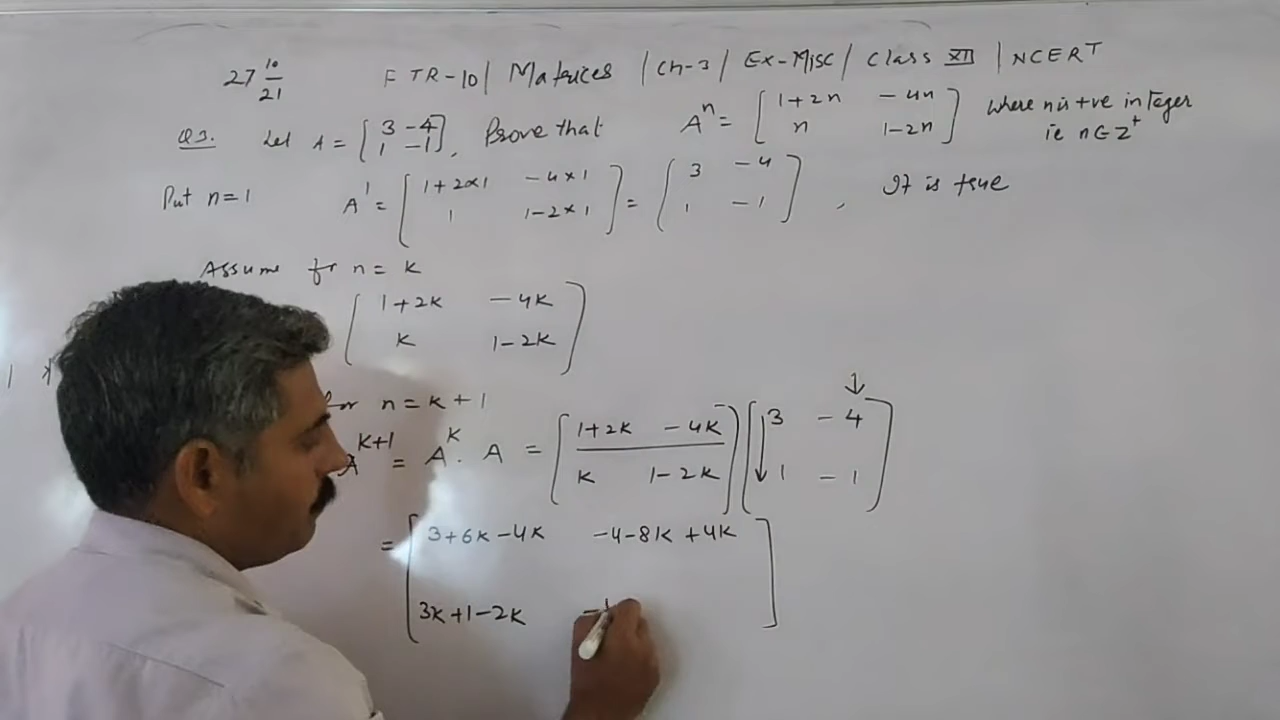 27 10/21 F TR-10 | Matrices | Ch-3 | Ex-Misc | Class XII | NCERT
Q3. Let A = [3 -4; 1 -1], Prove that A^n = [1+2n -4n; n 1-2n] where n is +ve integer
ie n∈Z^+
Put n=1 A^1 = [1+2×1 -4×1; 1 1-2×1] = [3 -4; 1 -1], It is true
Assume for n = k
[1+2k -4k; k 1-2k]
for n = k+1
A^k+1 = A^k . A = [1+2k -4k; k 1-2k] [3 -4; 1 -1]
= [3+6k-4k -4-8k+4k; 3k+1-2k -]